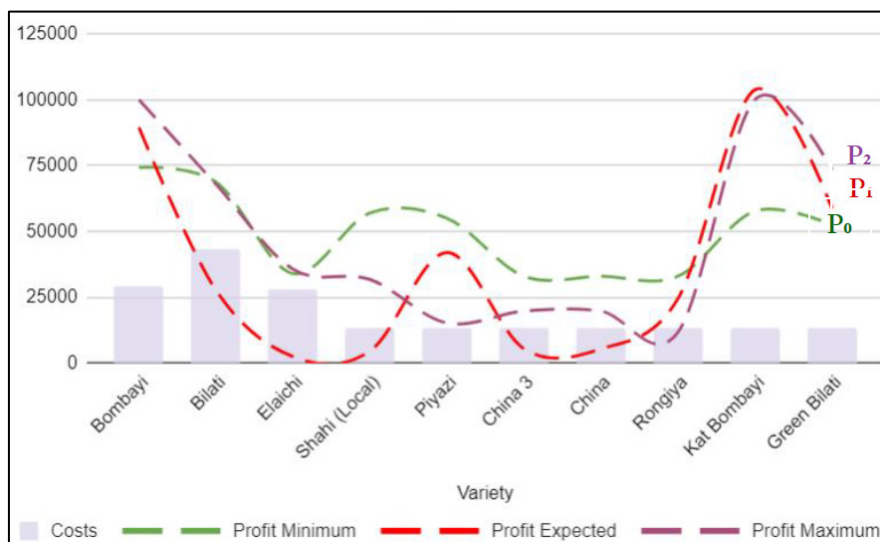 125000
100000
75000
50000
25000
0
P₂
P₁
P₀
Bombayi
Bilati
Elaichi
Shahi (Local)
Piyazi
China 3
China
Rongiya
Kat Bombayi
Green Bilati
Variety
Costs Profit Minimum Profit Expected Profit Maximum